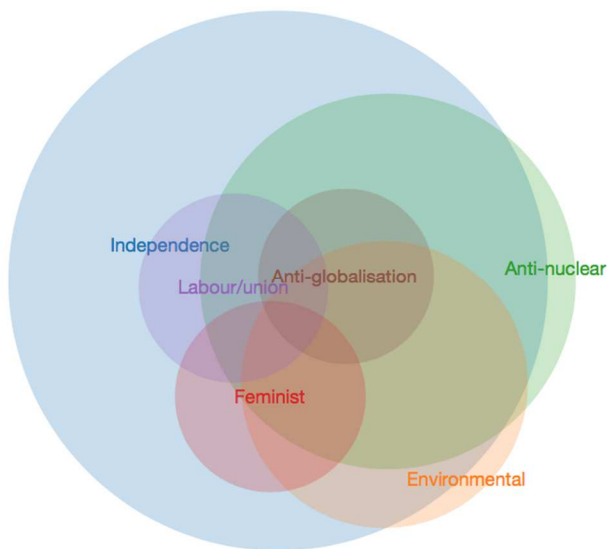 Independence
Anti-nuclear
Anti-globalisation
Labour/union
Feminist
Environmental